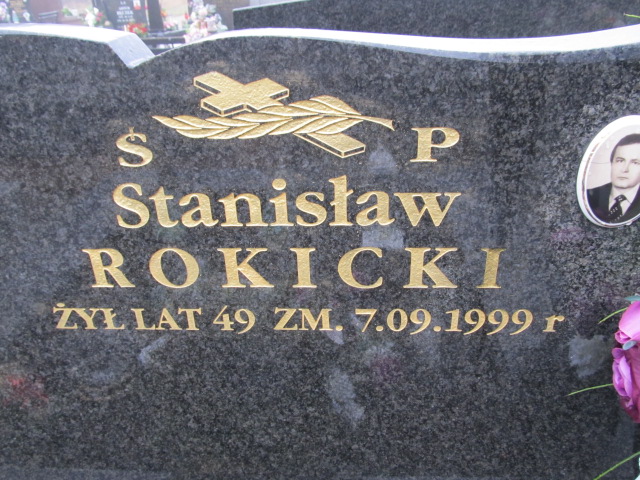 Ś P
Stanisław
ROKICKI
ŻYŁ LAT 49 ZM. 7.09.1999 r